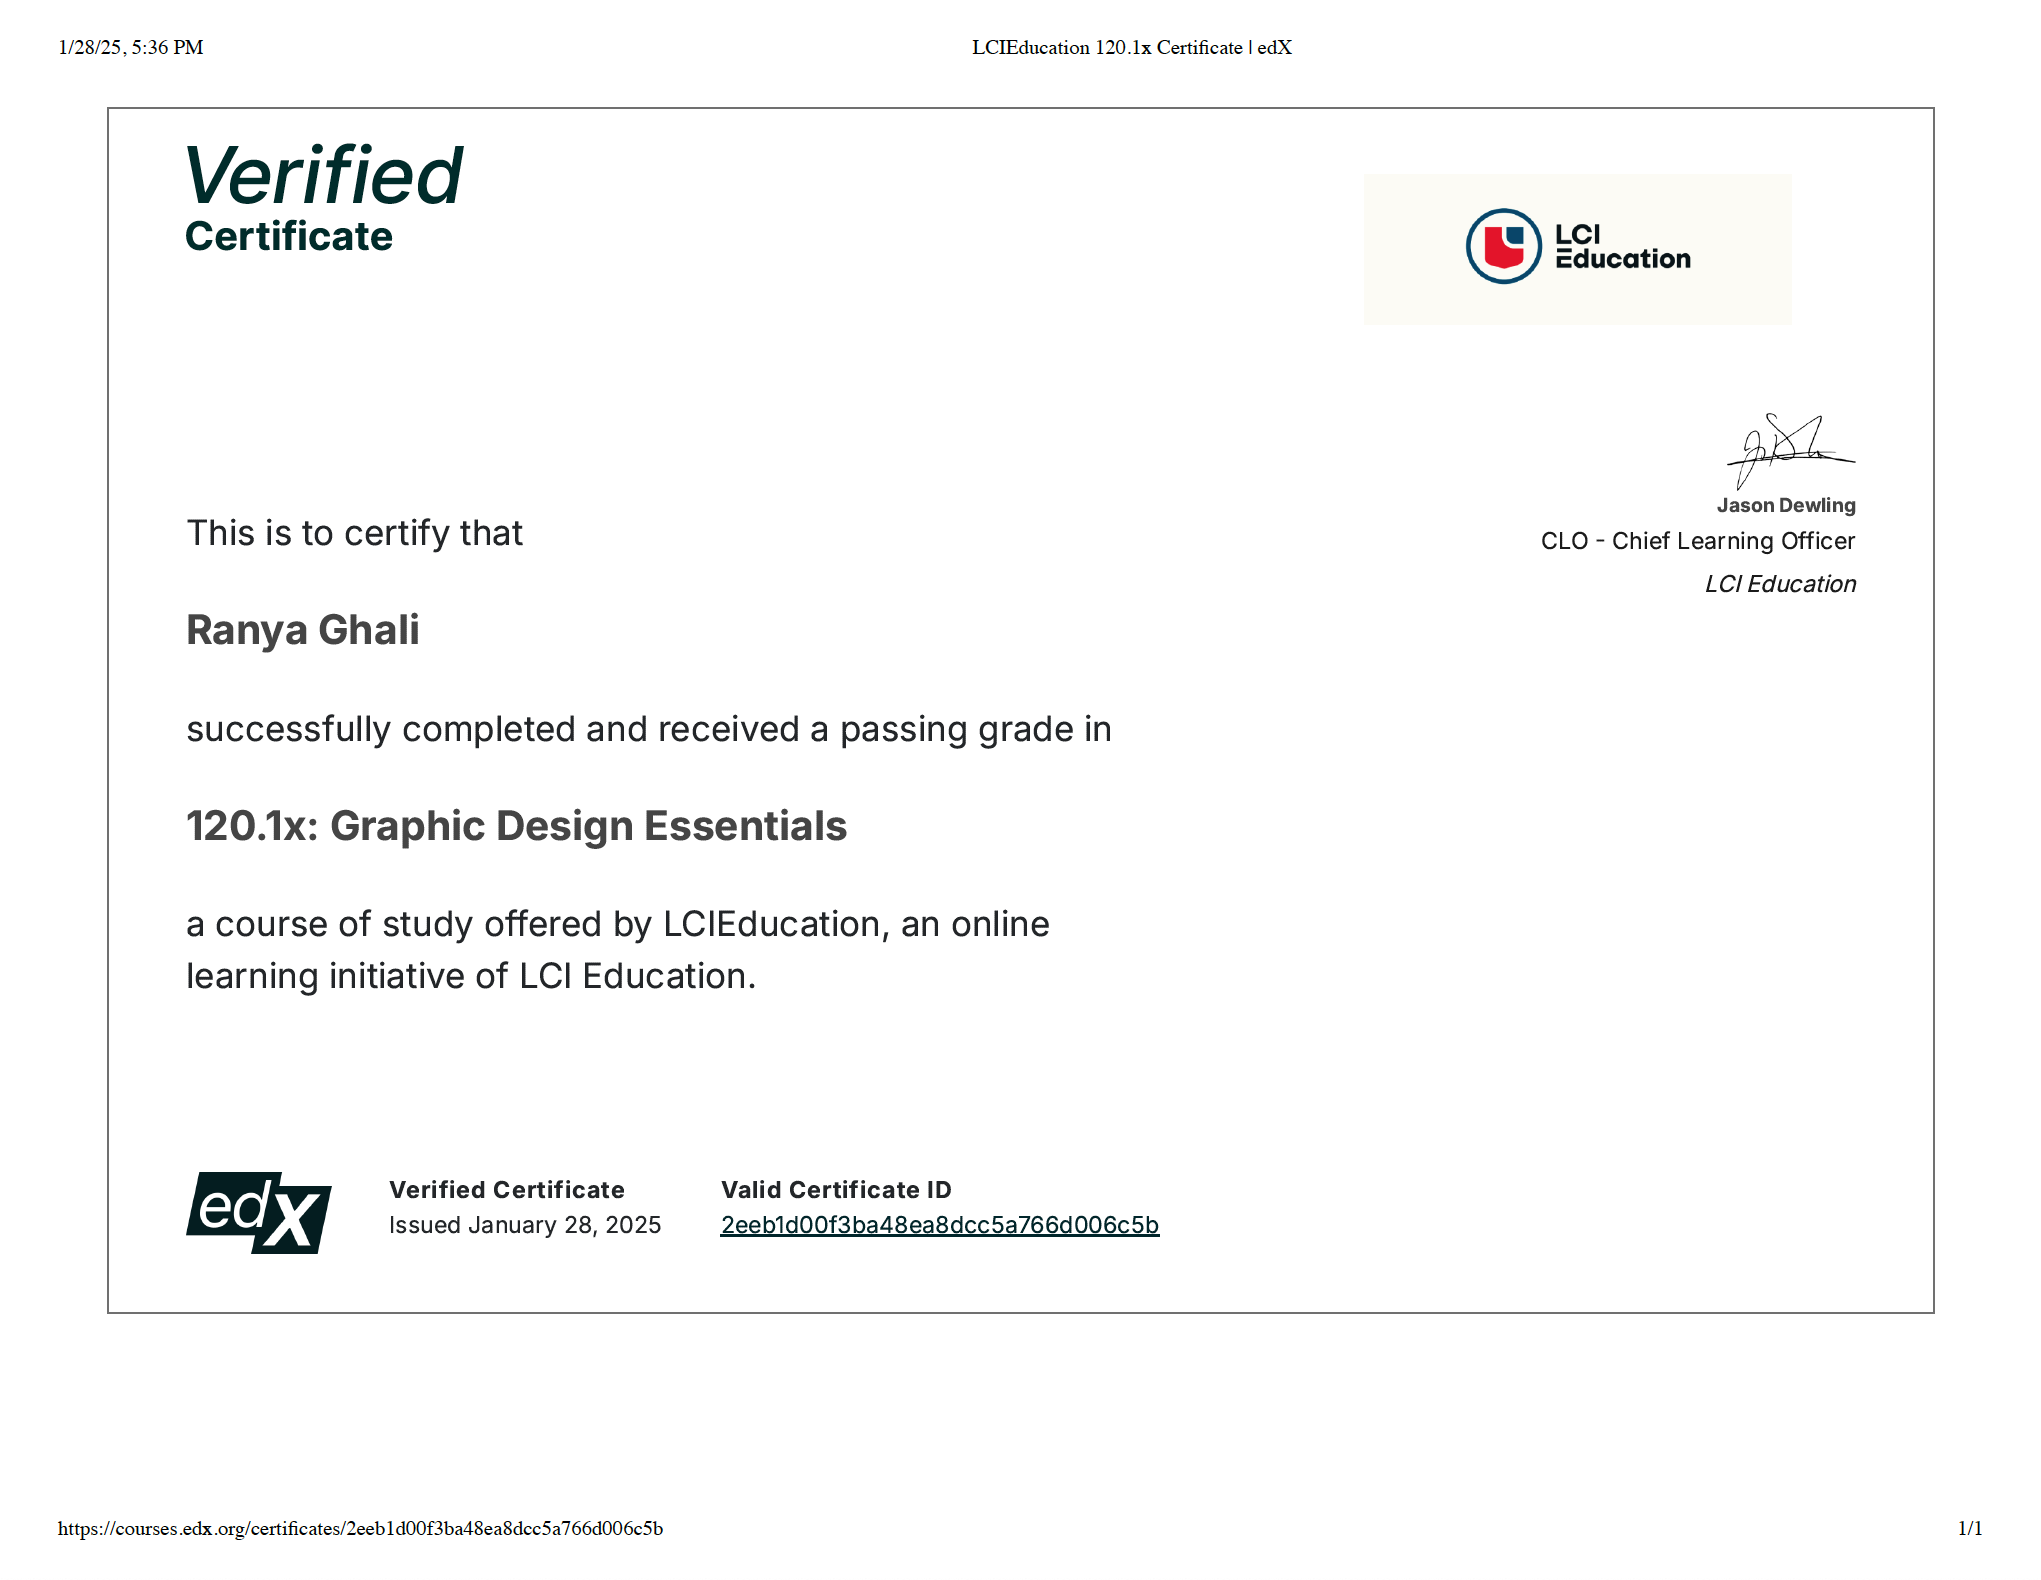 1/28/25, 5:36 PM
LCIEducation 120.1x Certificate | edX
Verified
Certificate
LCI
Education
Jason Dewling
CLO - Chief Learning Officer
LCI Education
This is to certify that
Ranya Ghali
successfully completed and received a passing grade in
120.1x: Graphic Design Essentials
a course of study offered by LCIEducation, an online
learning initiative of LCI Education.
edX
Verified Certificate
Issued January 28, 2025
Valid Certificate ID
2eeb1d00f3ba48ea8dcc5a766d006c5b
https://courses.edx.org/certificates/2eeb1d00f3ba48ea8dcc5a766d006c5b
1/1